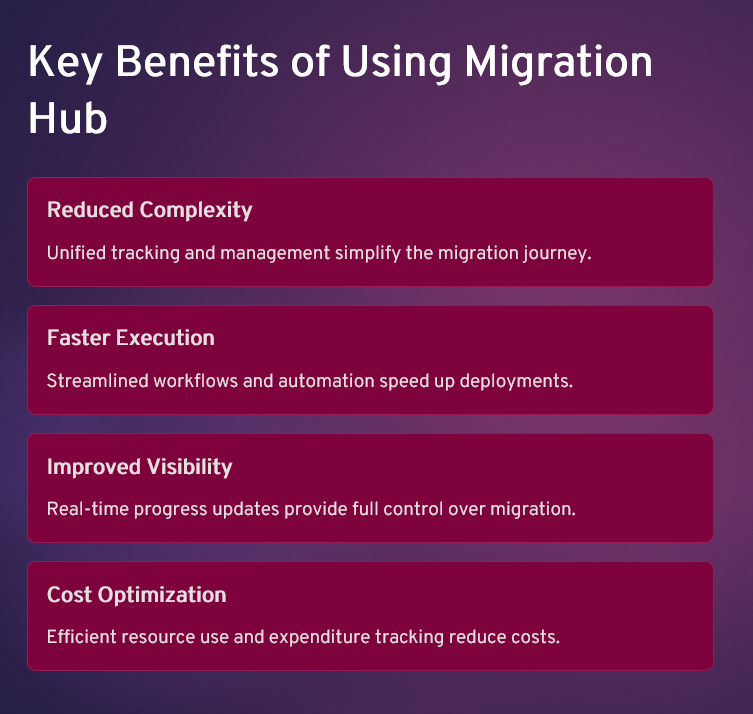 Key Benefits of Using Migration
Hub
Reduced Complexity
Unified tracking and management simplify the migration journey.
Faster Execution
Streamlined workflows and automation speed up deployments.
Improved Visibility
Real-time progress updates provide full control over migration.
Cost Optimization
Efficient resource use and expenditure tracking reduce costs.